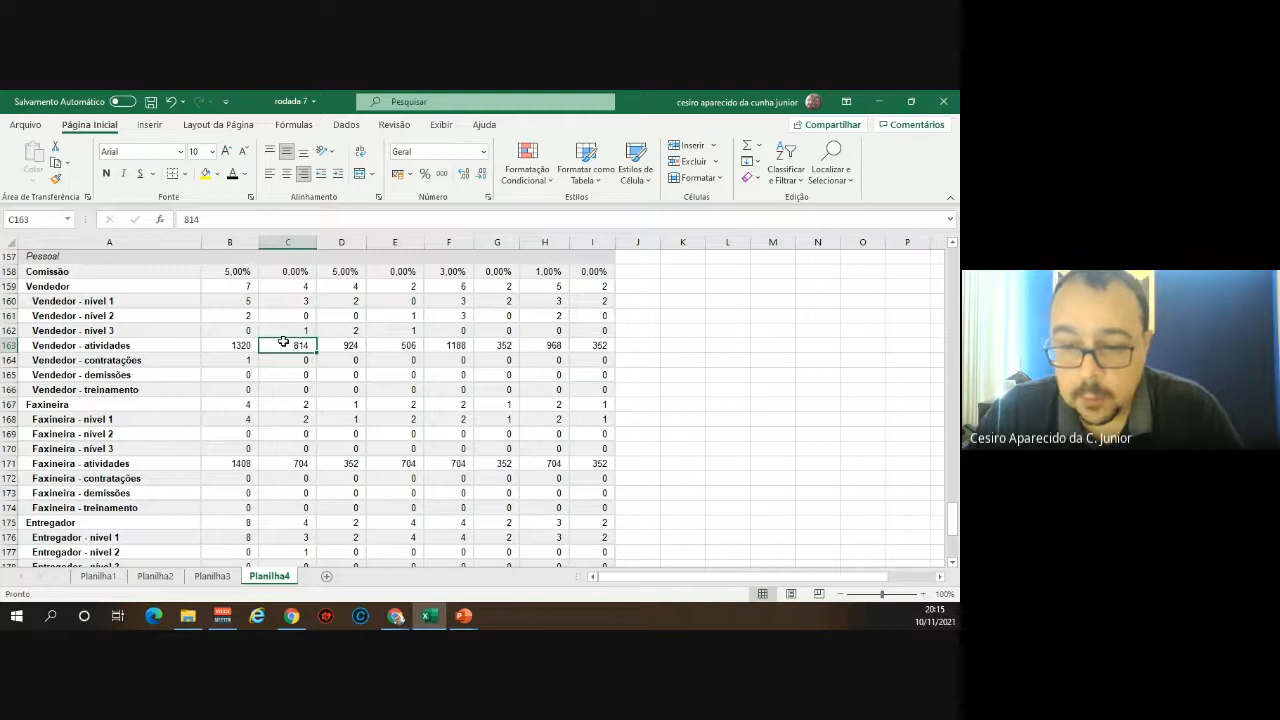 Salvamento Automático
rodada 7
Pesquisar
cesiro aparecido da cunha junior
Arquivo Página Inicial Inserir Layout da Página Fórmulas Dados Revisão Exibir Ajuda Compartilhar Comentários
Colar
Arial 10
N I S
Geral
% 000
Formatação Condicional
Formatar como Tabela
Estilos de Célula
Inserir
Excluir
Formatar
Classificar e Filtrar
Localizar e Selecionar
Área de Transferência Fonte Alinhamento Número Estilos Células Edição
C163 fx 814
A B C D E F G H I J K L M N O P
157 Pessoal
158 Comissão 5,00% 0,00% 5,00% 0,00% 3,00% 0,00% 1,00% 0,00%
159 Vendedor 7 4 4 2 6 2 5 2
160 Vendedor - nível 1 5 3 2 0 3 2 3 2
161 Vendedor - nível 2 2 0 0 1 3 0 2 0
162 Vendedor - nível 3 0 1 2 1 0 0 0 0
163 Vendedor - atividades 1320 814 924 506 1188 352 968 352
164 Vendedor - contratações 1 0 0 0 0 0 0 0
165 Vendedor - demissões 0 0 0 0 0 0 0 0
166 Vendedor - treinamento 0 0 0 0 0 0 0 0
167 Faxineira 4 2 1 2 2 1 2 1
168 Faxineira - nível 1 4 2 1 2 2 1 2 1
169 Faxineira - nível 2 0 0 0 0 0 0 0 0
170 Faxineira - nível 3 0 0 0 0 0 0 0 0
171 Faxineira - atividades 1408 704 352 704 704 352 704 352
172 Faxineira - contratações 0 0 0 0 0 0 0 0
173 Faxineira - demissões 0 0 0 0 0 0 0 0
174 Faxineira - treinamento 0 0 0 0 0 0 0 0
175 Entregador 8 4 2 4 4 2 3 2
176 Entregador - nível 1 8 3 2 4 4 2 3 2
177 Entregador - nível 2 0 1 0 0 0 0 0 0
Planilha1 Planilha2 Planilha3 Planilha4
Pronto
100%
20:15
10/11/2021
Cesiro Aparecido da C. Junior